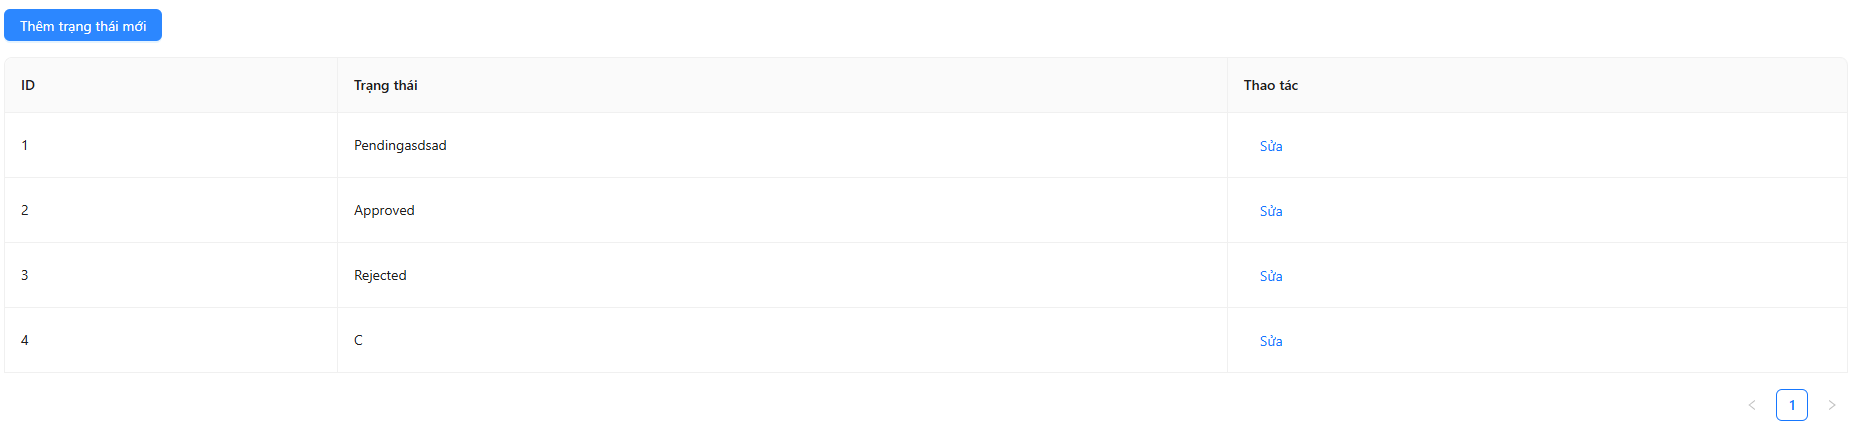 Thêm trạng thái mới
ID Trạng thái Thao tác
1 Pendingasdsad Sửa
2 Approved Sửa
3 Rejected Sửa
4 C Sửa
1